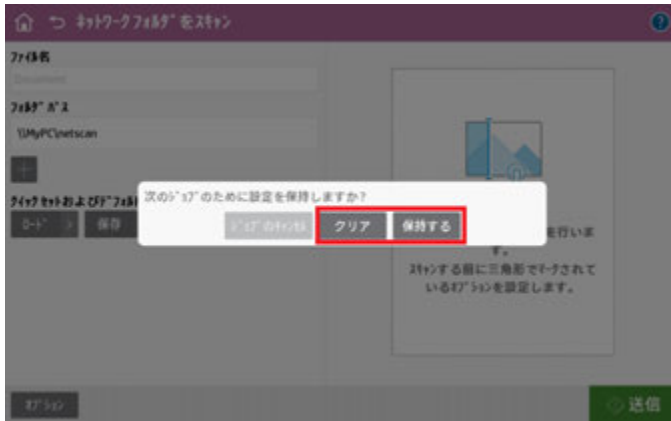 ネットワークフォルダをスキャン
?
ファイル名
フォルダ パス
\\MyPC\netscan
+
クイック セットおよびデフォル
ロード >
保存
次のジョブのために設定を保持しますか?
ジョブのキャンセル
クリア
保持する
を行いま
す。
スキャンする前に三角形でマークされて
いるオプションを設定します。
オプション
送信